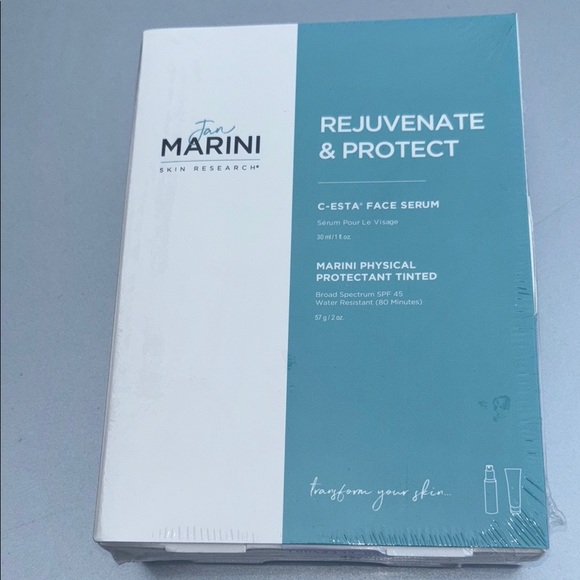 Jan
MARINI
SKIN RESEARCH®
REJUVENATE
& PROTECT
C-ESTA® FACE SERUM
Sérum Pour Le Visage
30 ml / 1 fl oz.
MARINI PHYSICAL
PROTECTANT TINTED
Broad Spectrum SPF 45
Water Resistant (80 Minutes)
57 g / 2 oz.
transform your skin...